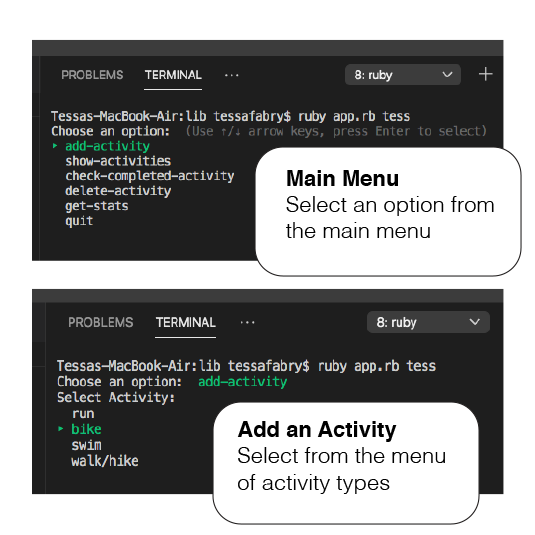 PROBLEMS TERMINAL ··· 8: ruby
Tessas-MacBook-Air:lib tessafabry$ ruby app.rb tess
Choose an option: (Use ↑/↓ arrow keys, press Enter to select)
‣ add-activity
show-activities
check-completed-activity
delete-activity
get-stats
quit
Main Menu
Select an option from
the main menu
PROBLEMS TERMINAL ··· 8: ruby
Tessas-MacBook-Air:lib tessafabry$ ruby app.rb tess
Choose an option: add-activity
Select Activity:
run
‣ bike
swim
walk/hike
Add an Activity
Select from the menu
of activity types